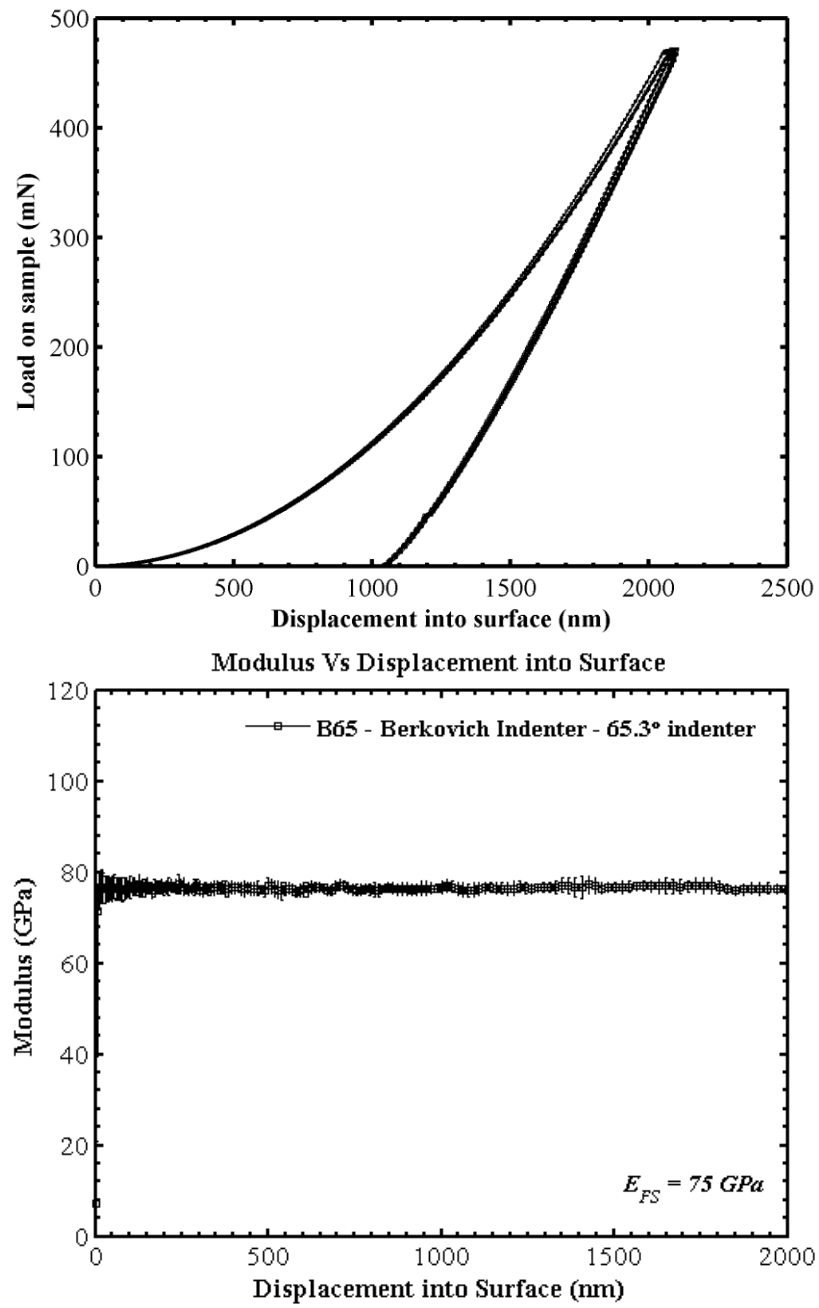 500
400
300
200
100
0
Load on sample (mN)
0 500 1000 1500 2000 2500
Displacement into surface (nm)
Modulus Vs Displacement into Surface
120
100
80
60
40
20
0
Modulus (GPa)
B65 - Berkovich Indenter - 65.3° indenter
E_FS = 75 GPa
0 500 1000 1500 2000
Displacement into Surface (nm)